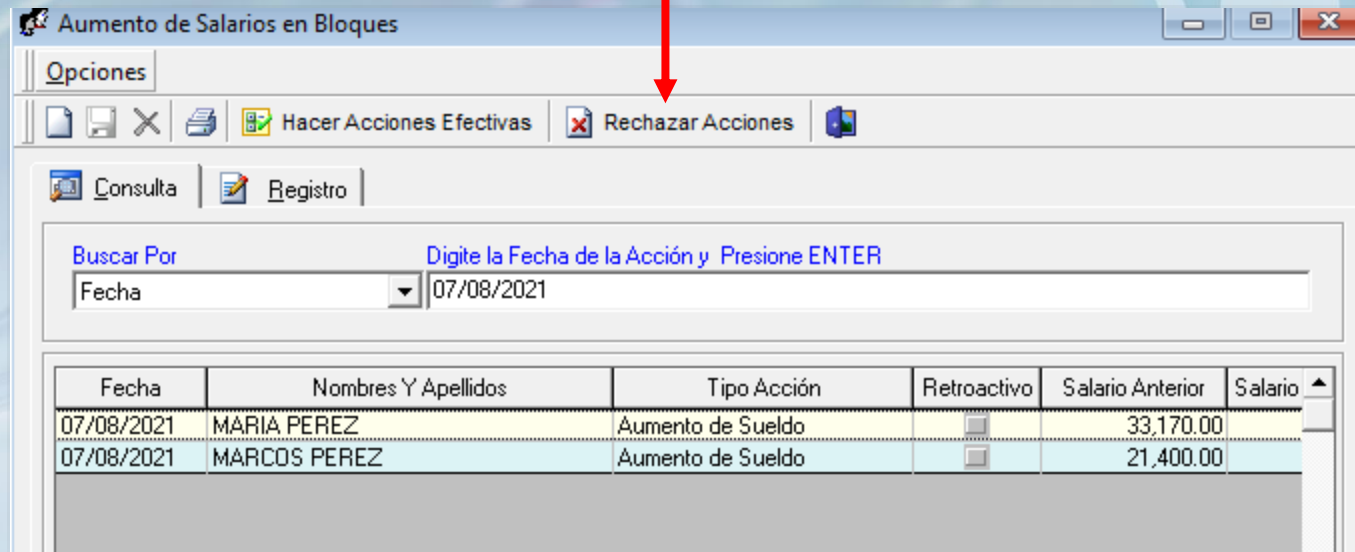 Aumento de Salarios en Bloques
Opciones
Hacer Acciones Efectivas Rechazar Acciones
Consulta Registro
Buscar Por Digite la Fecha de la Acción y Presione ENTER
Fecha 07/08/2021
Fecha Nombres Y Apellidos Tipo Acción Retroactivo Salario Anterior Salario
07/08/2021 MARIA PEREZ Aumento de Sueldo 33,170.00
07/08/2021 MARCOS PEREZ Aumento de Sueldo 21,400.00